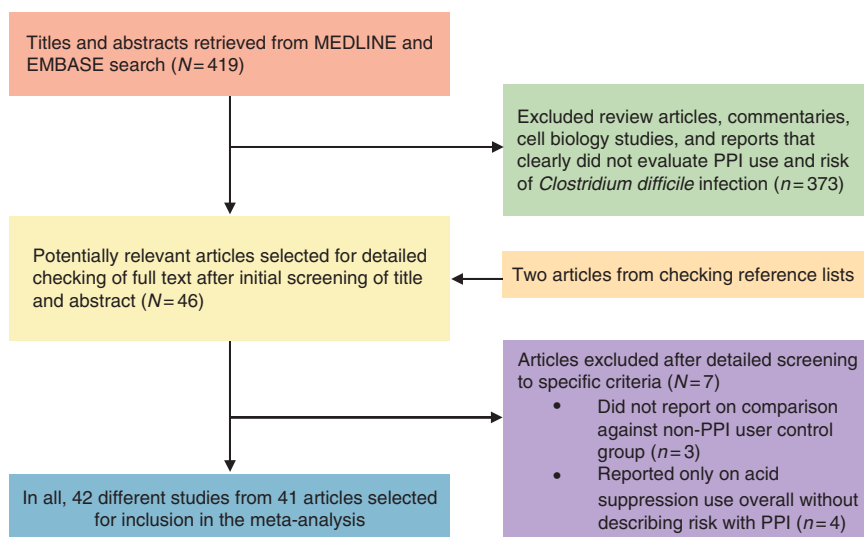 Titles and abstracts retrieved from MEDLINE and
EMBASE search (N=419)
Excluded review articles, commentaries,
cell biology studies, and reports that
clearly did not evaluate PPI use and risk
of Clostridium difficile infection (n=373)
Potentially relevant articles selected for detailed
checking of full text after initial screening of title
and abstract (N=46)
Two articles from checking reference lists
Articles excluded after detailed screening
to specific criteria (N=7)
• Did not report on comparison
against non-PPI user control
group (n=3)
• Reported only on acid
suppression use overall without
describing risk with PPI (n=4)
In all, 42 different studies from 41 articles selected
for inclusion in the meta-analysis